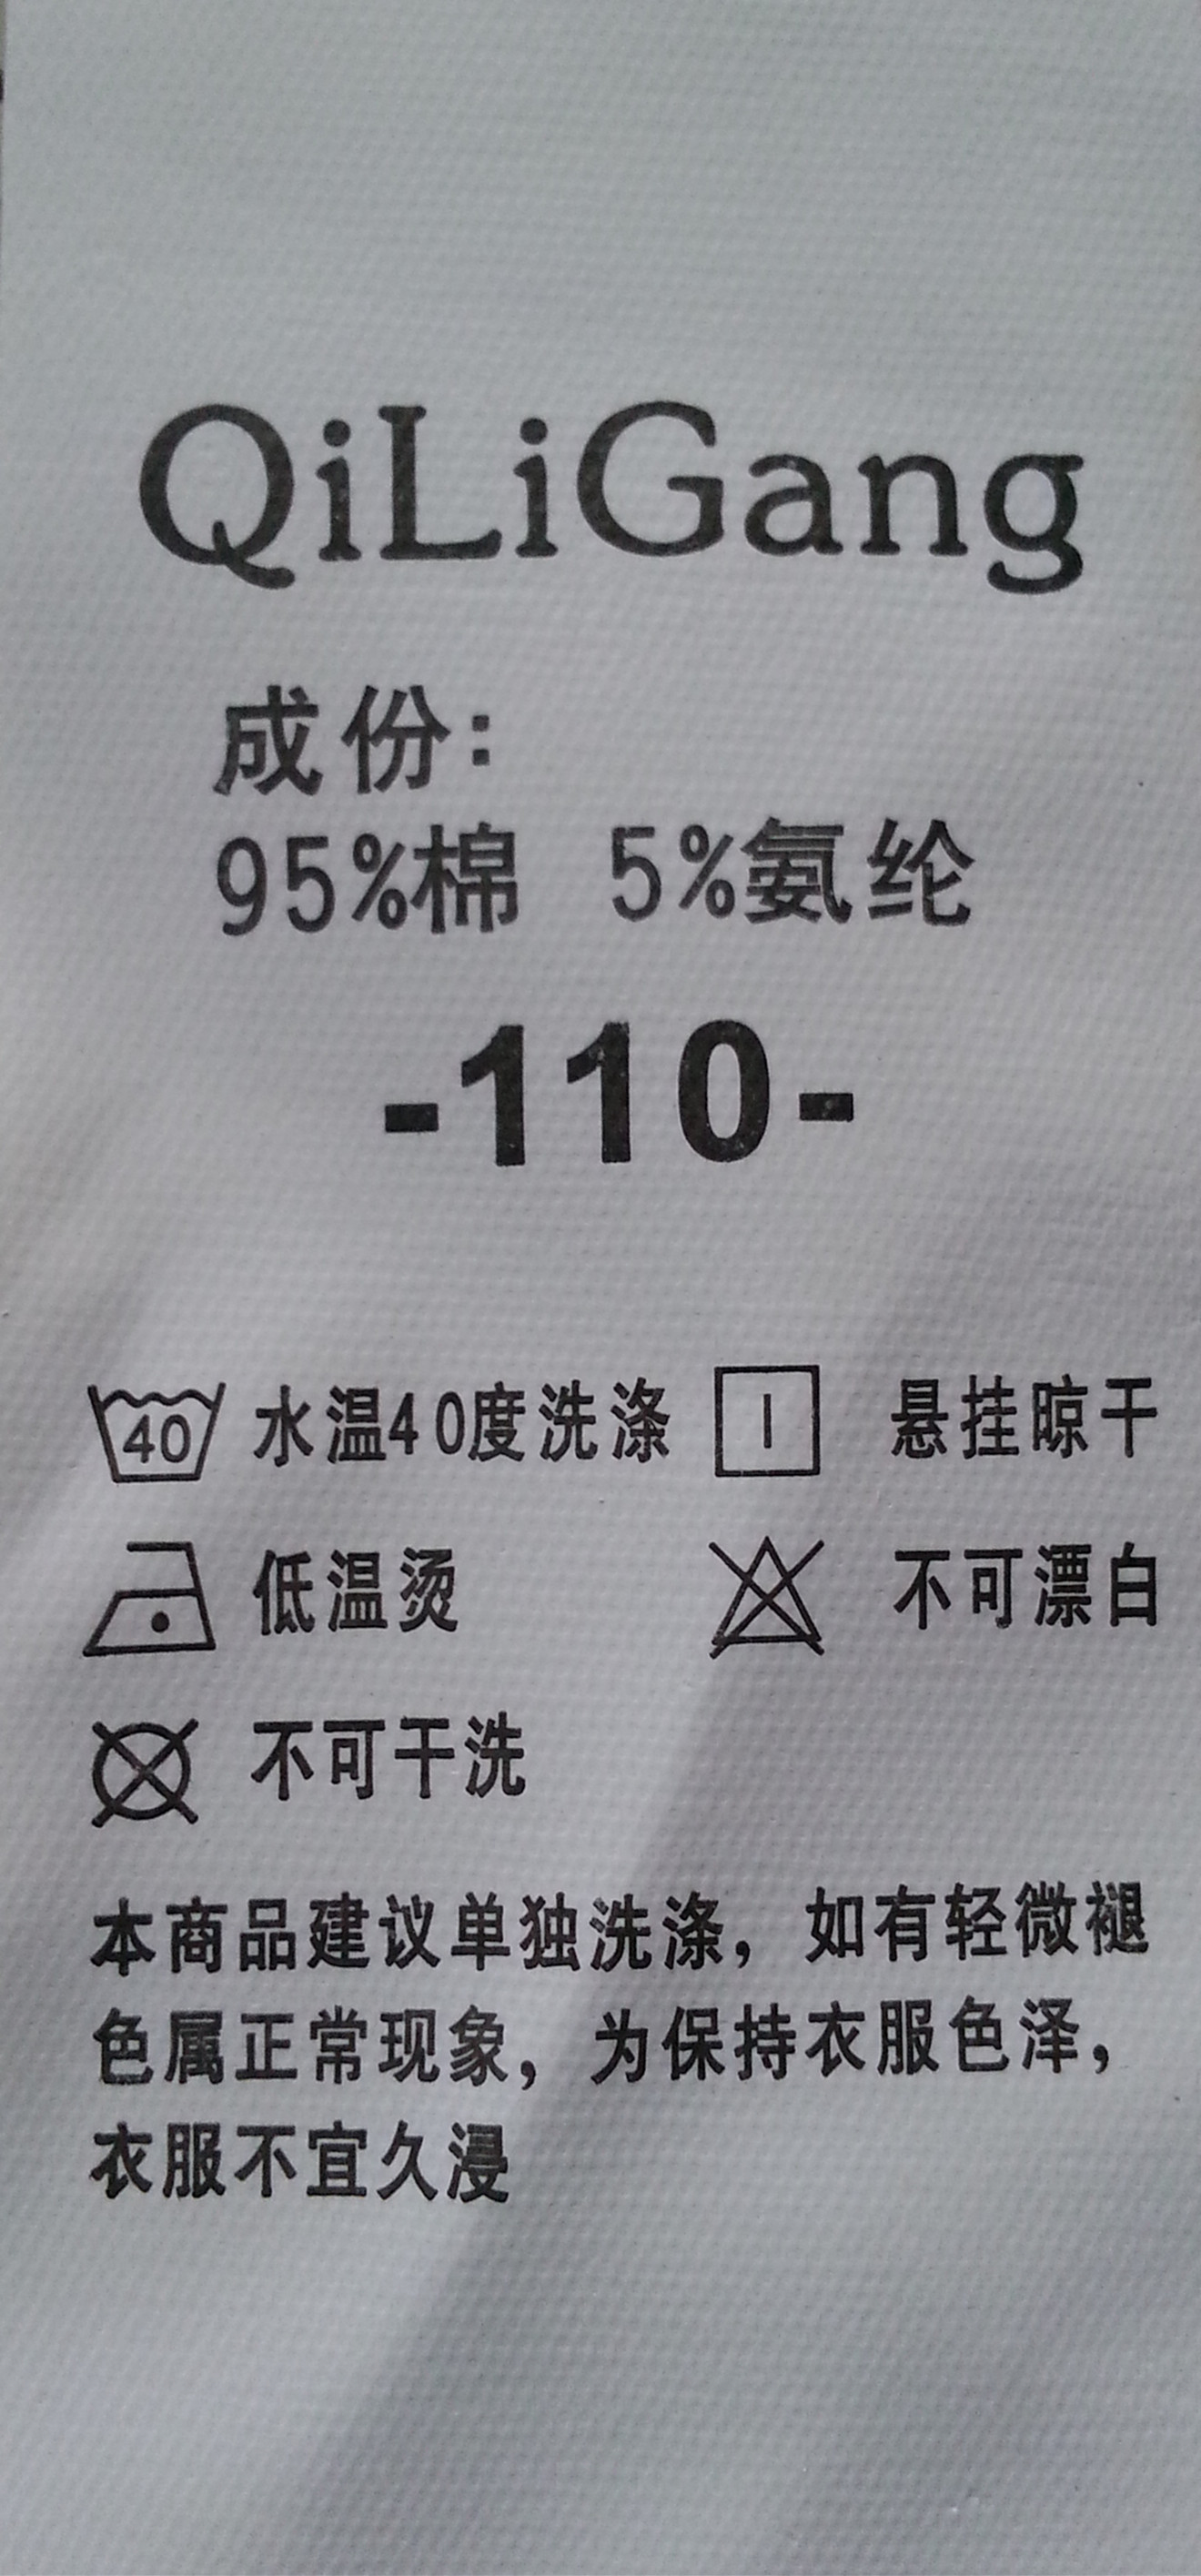 QiLiGang
成份：
95%棉 5%氨纶
-110-
40 水温40度洗涤 悬挂晾干
低温烫 不可漂白
不可干洗
本商品建议单独洗涤，如有轻微褪
色属正常现象，为保持衣服色泽，
衣服不宜久浸